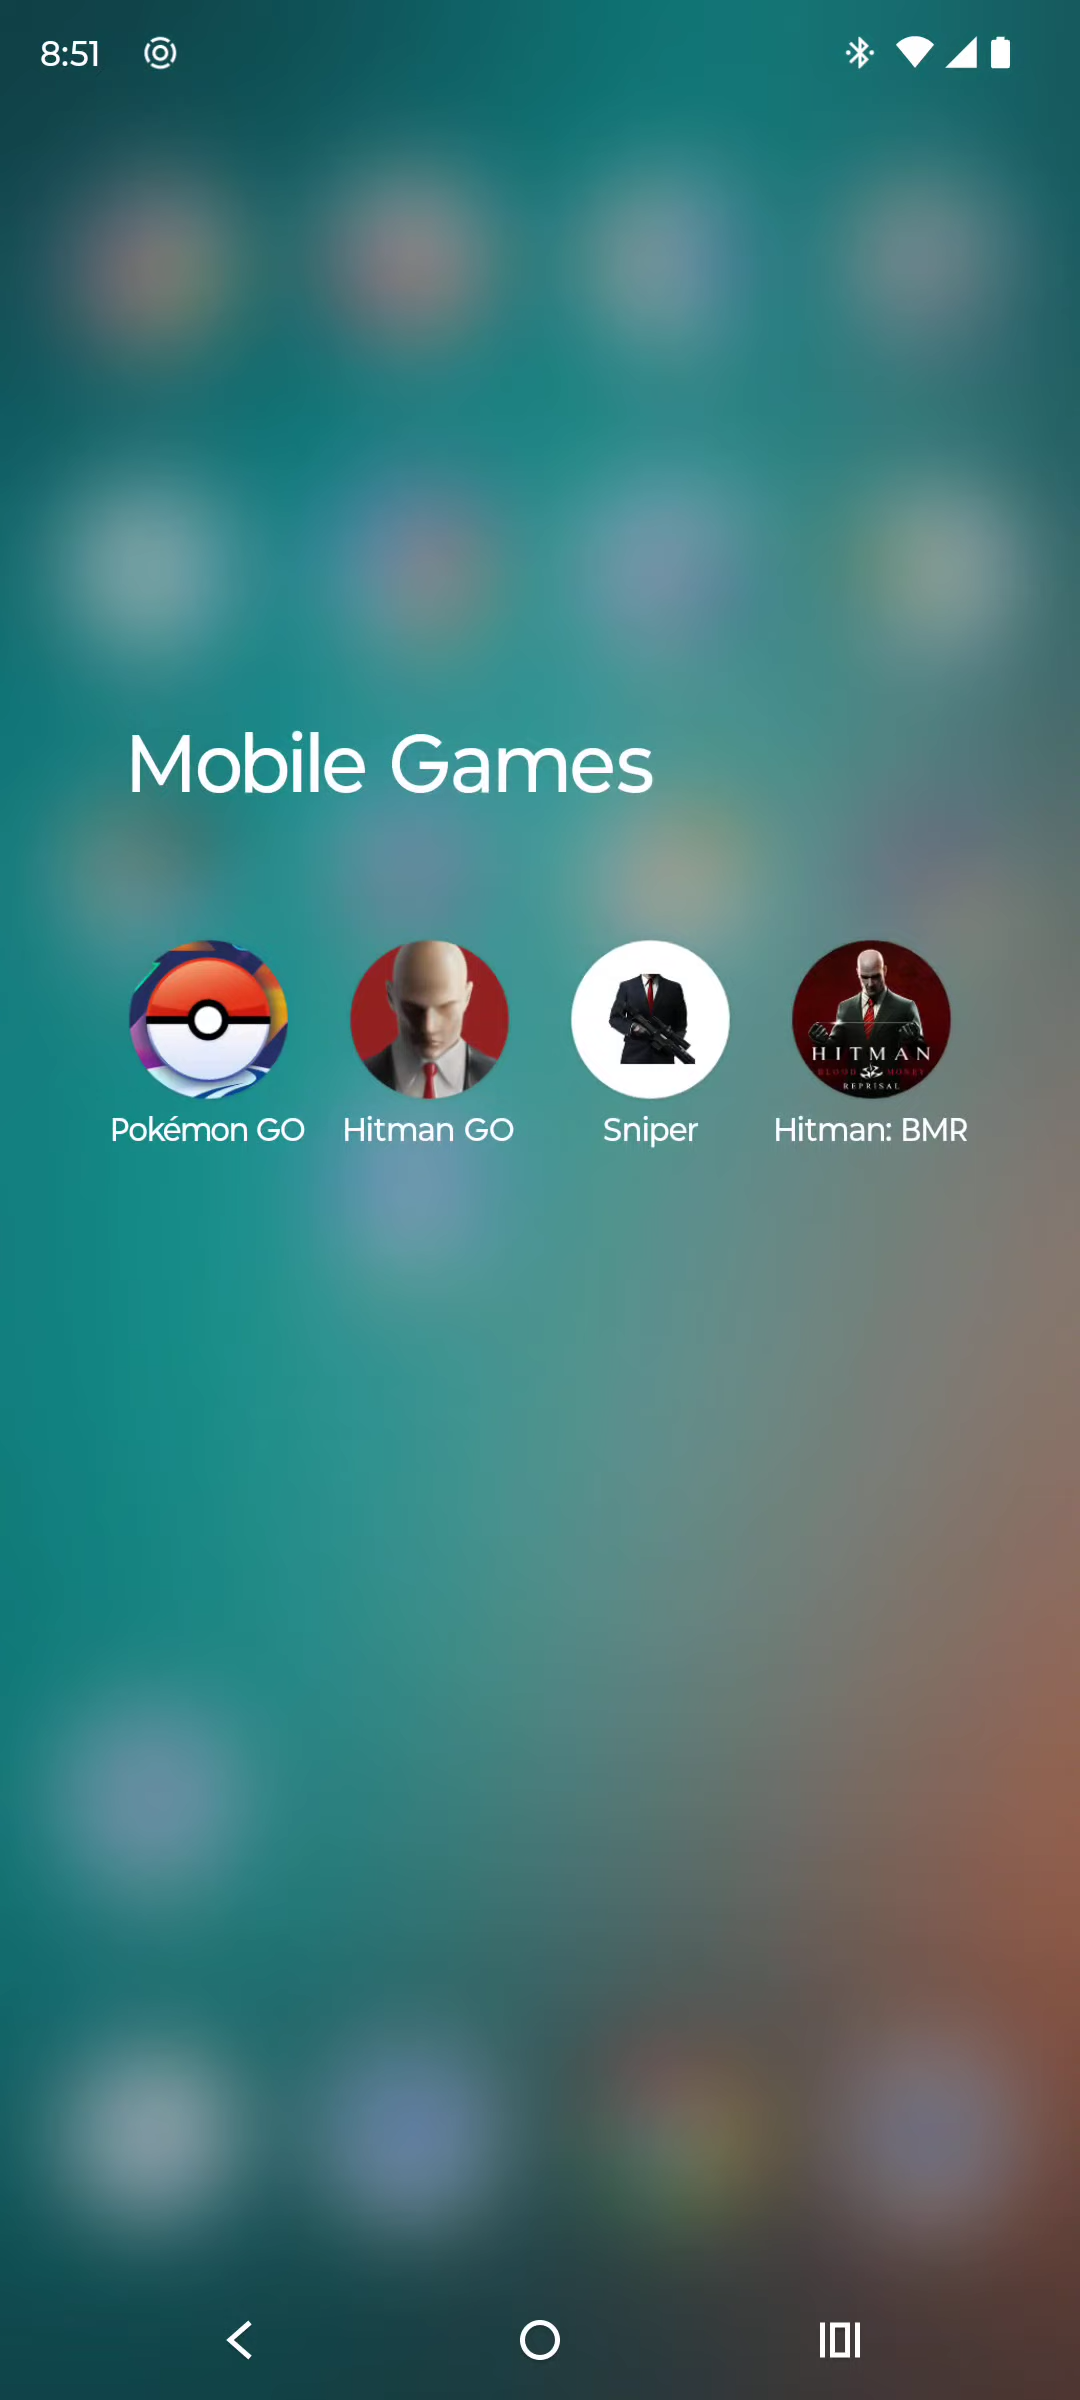 8:51
Mobile Games
HITMAN
BLOOD MONEY
REPRISAL
Pokémon GO
Hitman GO
Sniper
Hitman: BMR